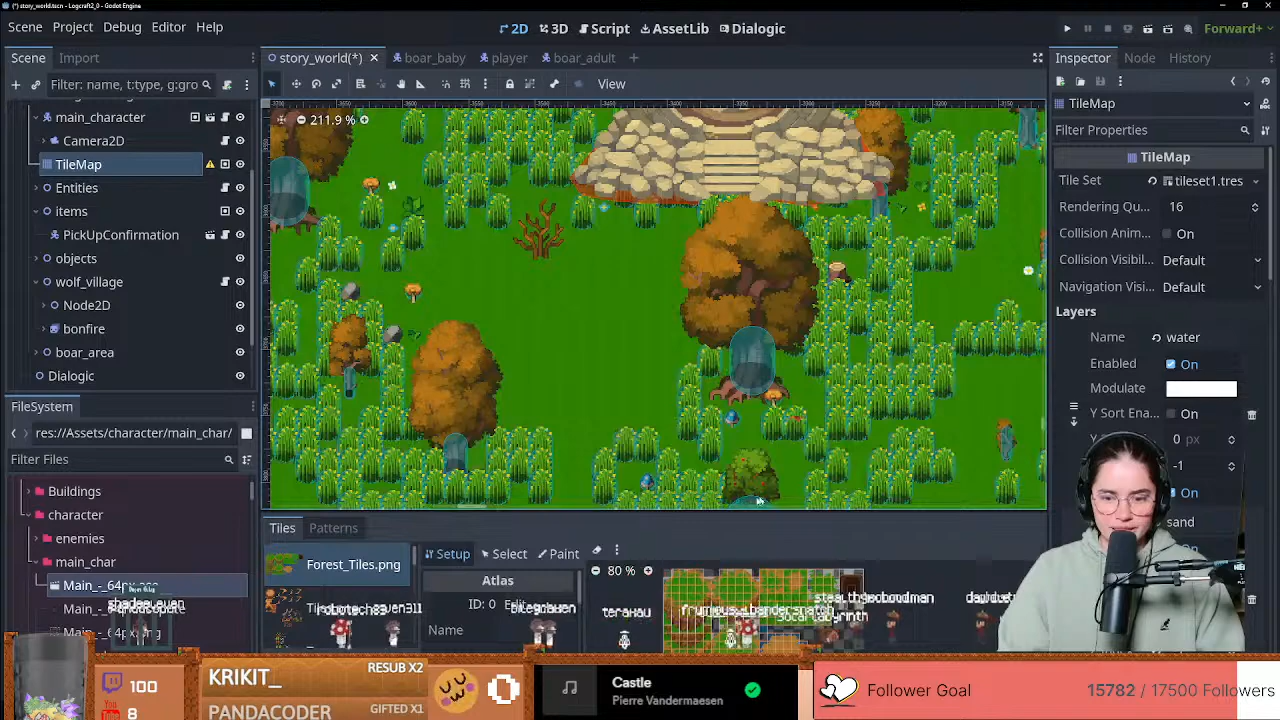 (*) story_world.tscn - Logcraft2_0 - Godot Engine
Scene Project Debug Editor Help
2D 3D Script AssetLib Dialogic
Forward+
Scene Import
story_world(*) boar_baby player boar_adult
Inspector Node History
Filter: name, t:type, g:gro
View
main_character
TileMap
211.9 %
Camera2D
Filter Properties
TileMap
TileMap
Entities
Tile Set tileset1.tres
items
Rendering Qu... 16
PickUpConfirmation
Collision Anim... On
objects
Collision Visibil... Default
wolf_village
Navigation Visi... Default
Node2D
Layers
bonfire
Name water
boar_area
Enabled On
Dialogic
Modulate
Y Sort Ena... On
FileSystem
res://Assets/character/main_char/
0 px
Filter Files
-1
On
Buildings
sand
character
enemies
main_char
Tiles Patterns
Forest_Tiles.png
Setup Select Paint
Atlas
80 %
ID: 0 Edit
Name
terahau
frumious_bandersnatch
KRIKIT_ RESUB X2
PANDACODER GIFTED X1
100
You
8
Castle
Pierre Vandermaesen
Follower Goal 15782 / 17500 Followers